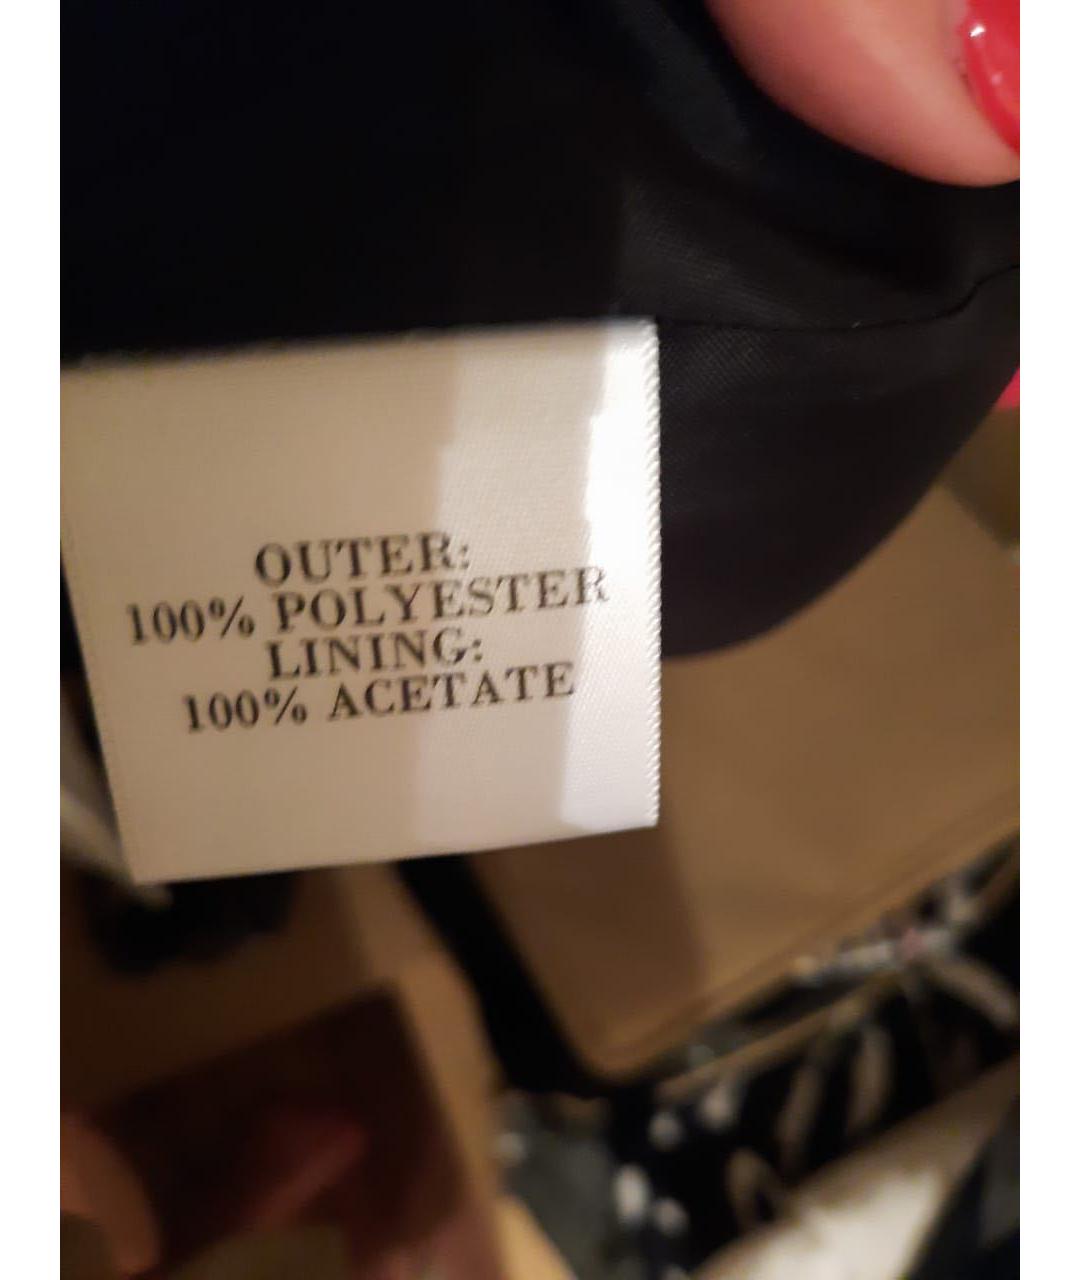 OUTER:
100% POLYESTER
LINING:
100% ACETATE